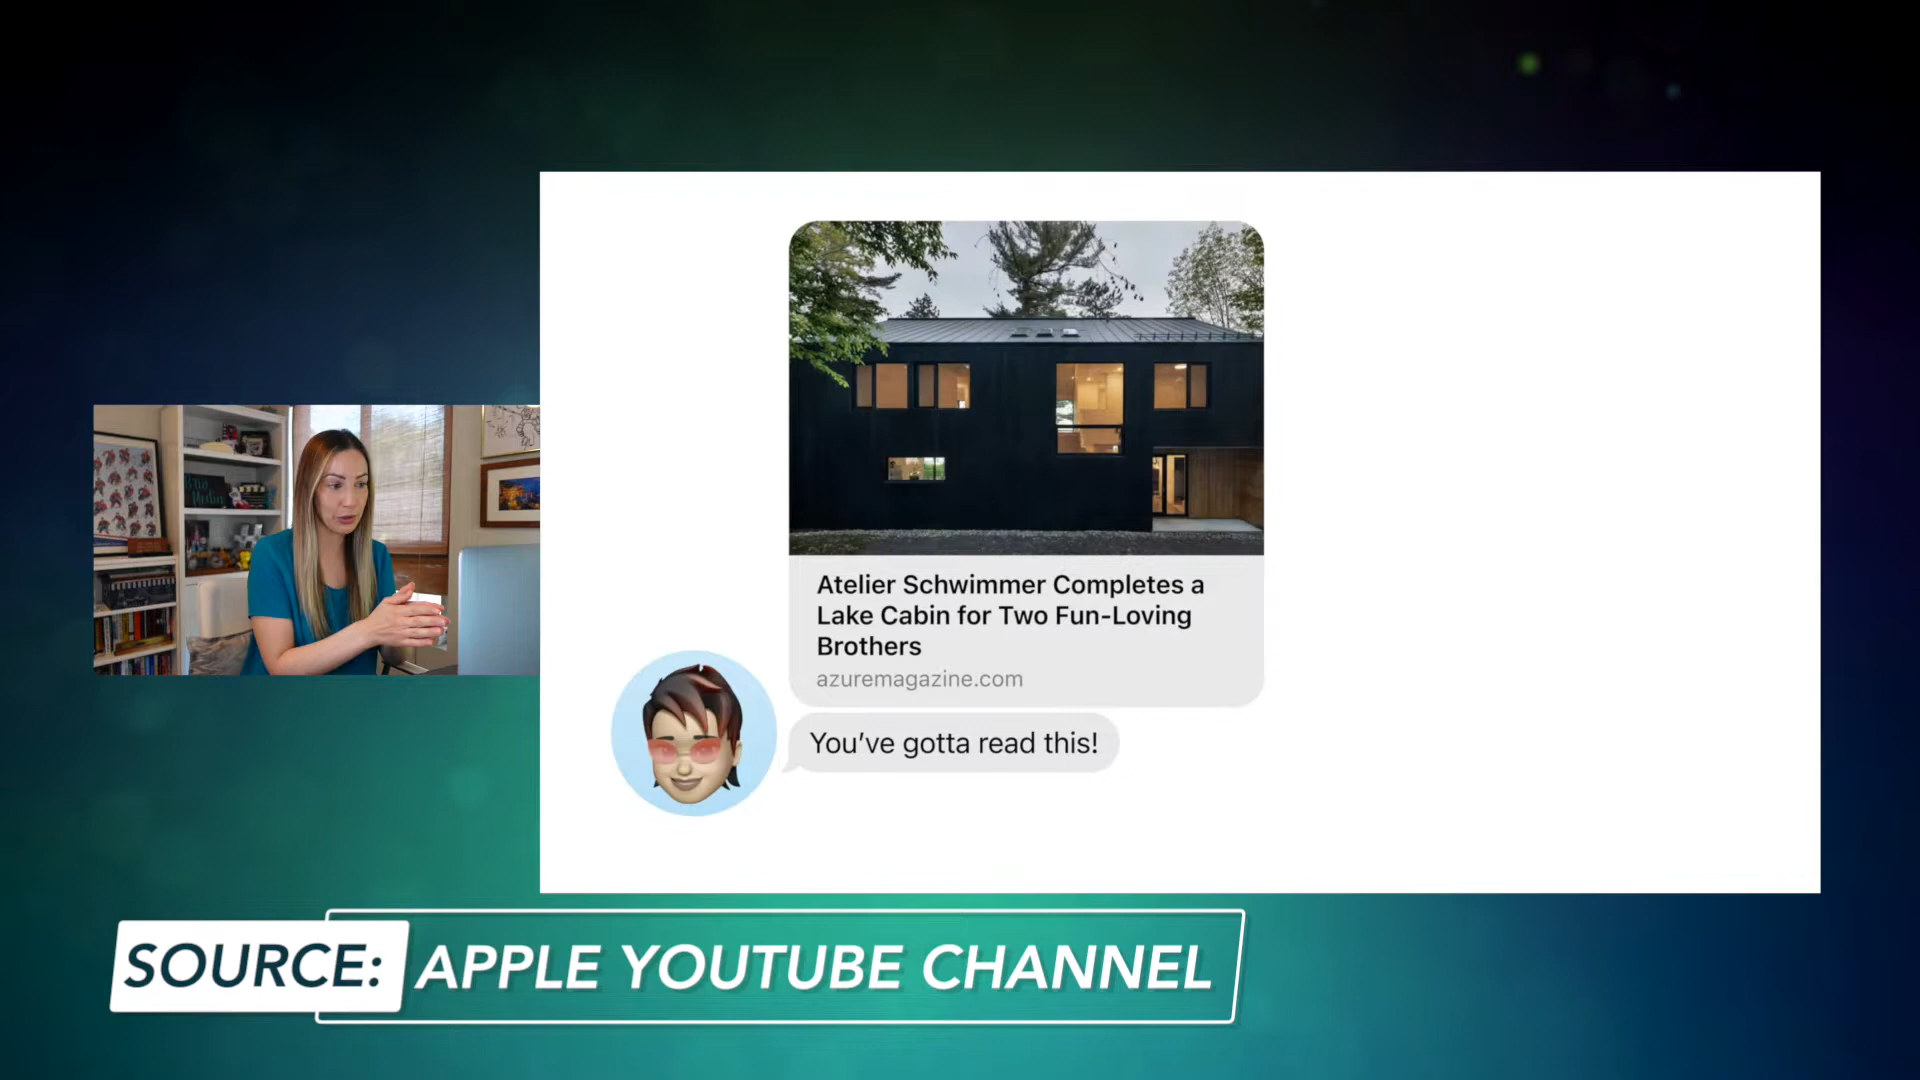 Atelier Schwimmer Completes a
Lake Cabin for Two Fun-Loving
Brothers
azuremagazine.com
You’ve gotta read this!
SOURCE: APPLE YOUTUBE CHANNEL